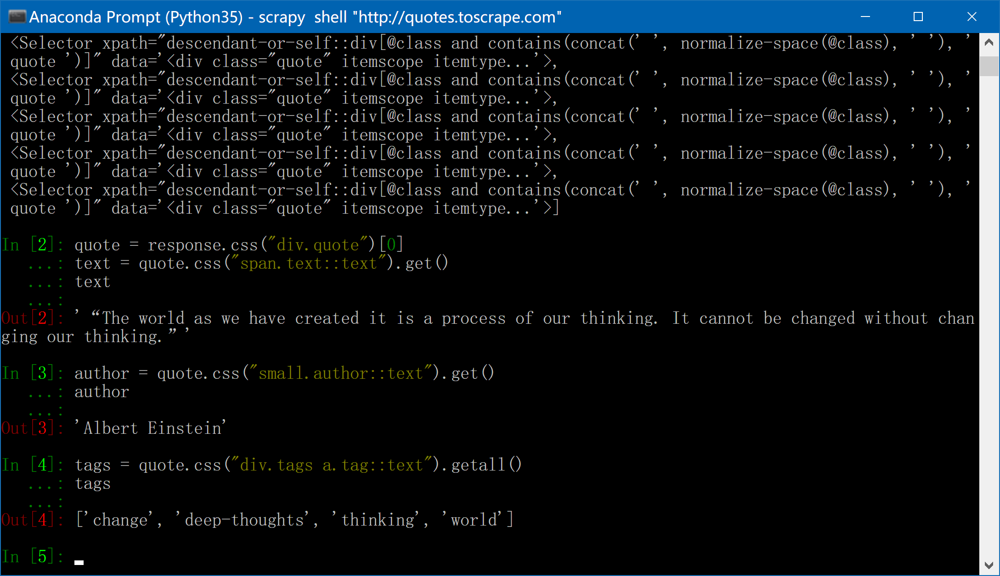 Anaconda Prompt (Python35) - scrapy  shell "http://quotes.toscrape.com"
<Selector xpath="descendant-or-self::div[@class and contains(concat(' ', normalize-space(@class), ' '), '
quote ')]" data='<div class="quote" itemscope itemtype...'>,
<Selector xpath="descendant-or-self::div[@class and contains(concat(' ', normalize-space(@class), ' '), '
quote ')]" data='<div class="quote" itemscope itemtype...'>,
<Selector xpath="descendant-or-self::div[@class and contains(concat(' ', normalize-space(@class), ' '), '
quote ')]" data='<div class="quote" itemscope itemtype...'>,
<Selector xpath="descendant-or-self::div[@class and contains(concat(' ', normalize-space(@class), ' '), '
quote ')]" data='<div class="quote" itemscope itemtype...'>,
<Selector xpath="descendant-or-self::div[@class and contains(concat(' ', normalize-space(@class), ' '), '
quote ')]" data='<div class="quote" itemscope itemtype...'>]
In [2]: quote = response.css("div.quote")[0]
...: text = quote.css("span.text::text").get()
...: text
...:
Out[2]: '“The world as we have created it is a process of our thinking. It cannot be changed without chan
ging our thinking.”'
In [3]: author = quote.css("small.author::text").get()
...: author
...:
Out[3]: 'Albert Einstein'
In [4]: tags = quote.css("div.tags a.tag::text").getall()
...: tags
...:
Out[4]: ['change', 'deep-thoughts', 'thinking', 'world']
In [5]: